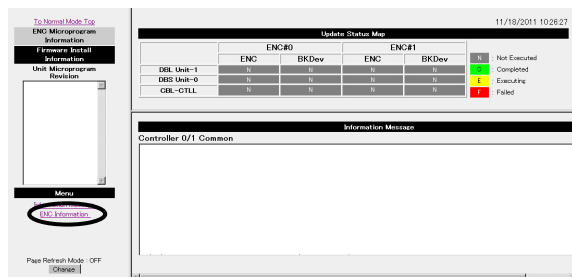 To Normal Mode Top
ENC Microprogram
Information
Firmware Install
Information
Unit Microprogram
Revision
Menu
ENC Information
Page Refresh Mode : OFF
Change
11/18/2011 10:26:27
Update Status Map
ENC#0 ENC#1
ENC BKDev ENC BKDev
DBL Unit-1 N N N N
DBS Unit-0 N N N N
CBL-CTLL N N N N
N : Not Executed
C : Completed
E : Executing
F : Failed
Information Message
Controller 0/1 Common